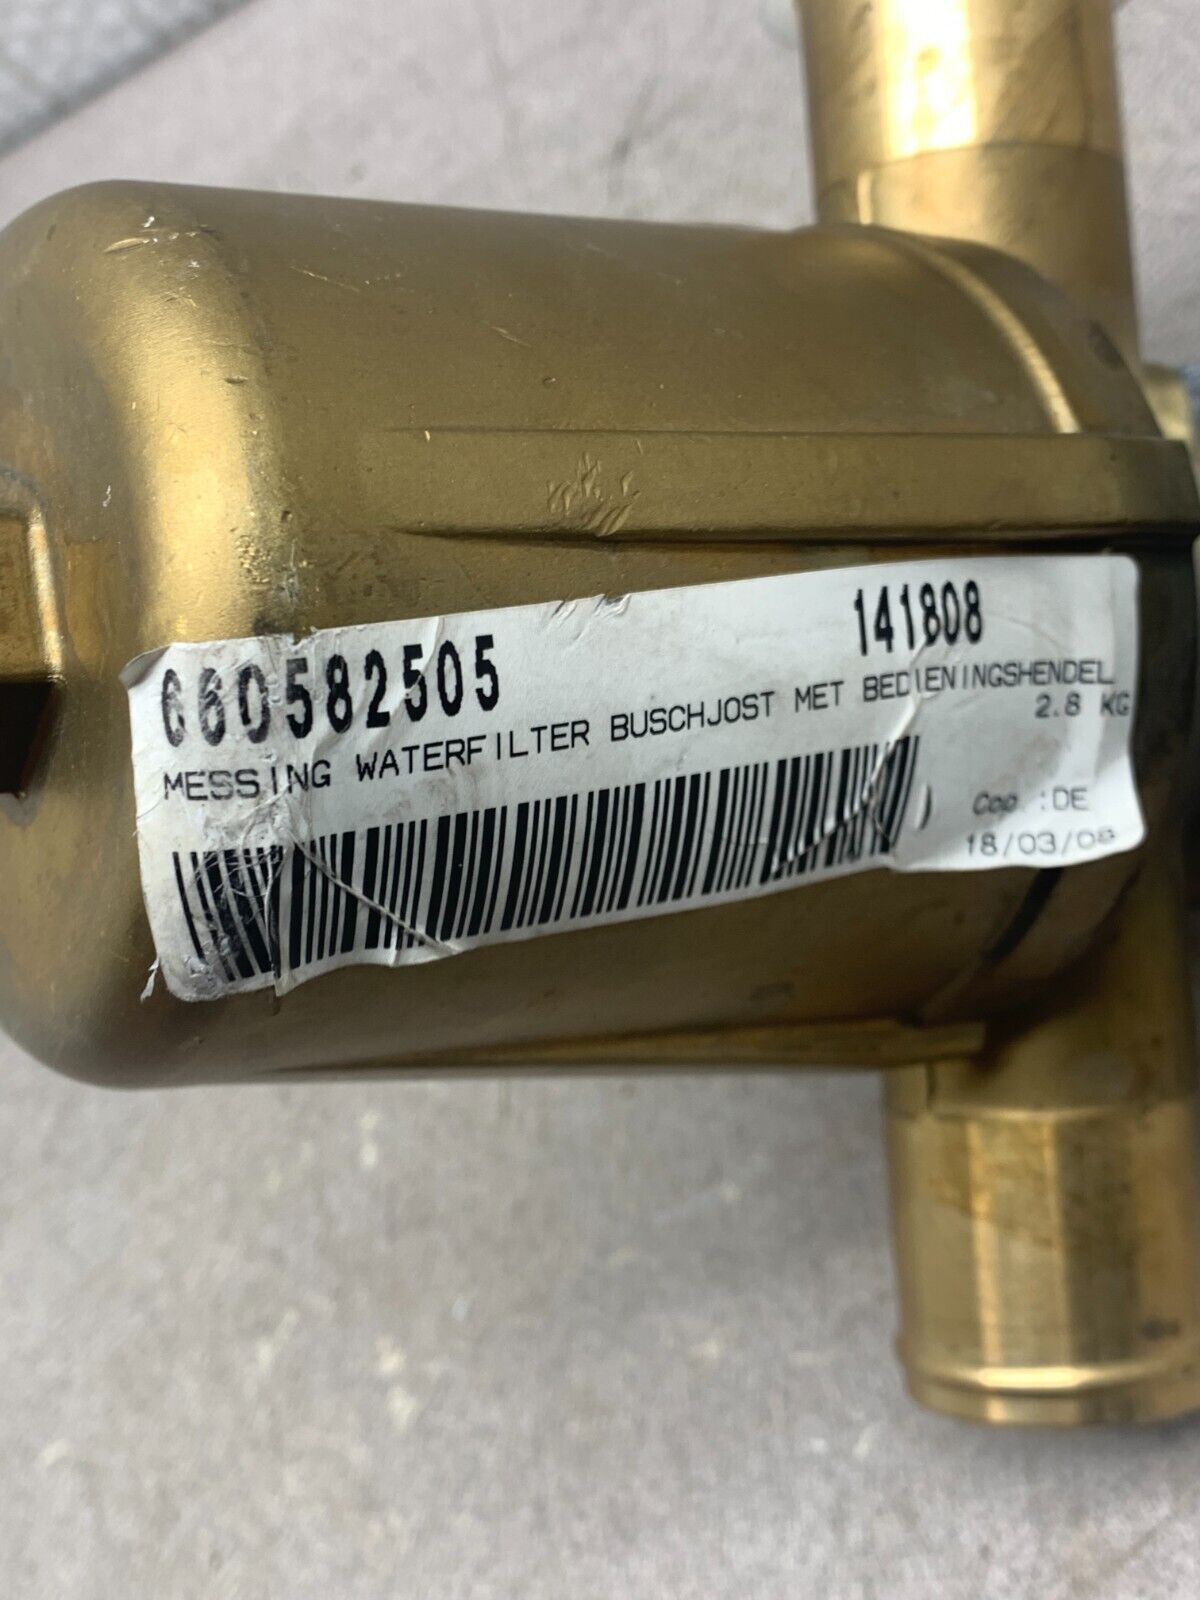 660582505 141808
MESSING WATERFILTER BUSCHJOST MET BEDIENINGSHENDEL
2.8 KG
Coo.:DE
18/03/08